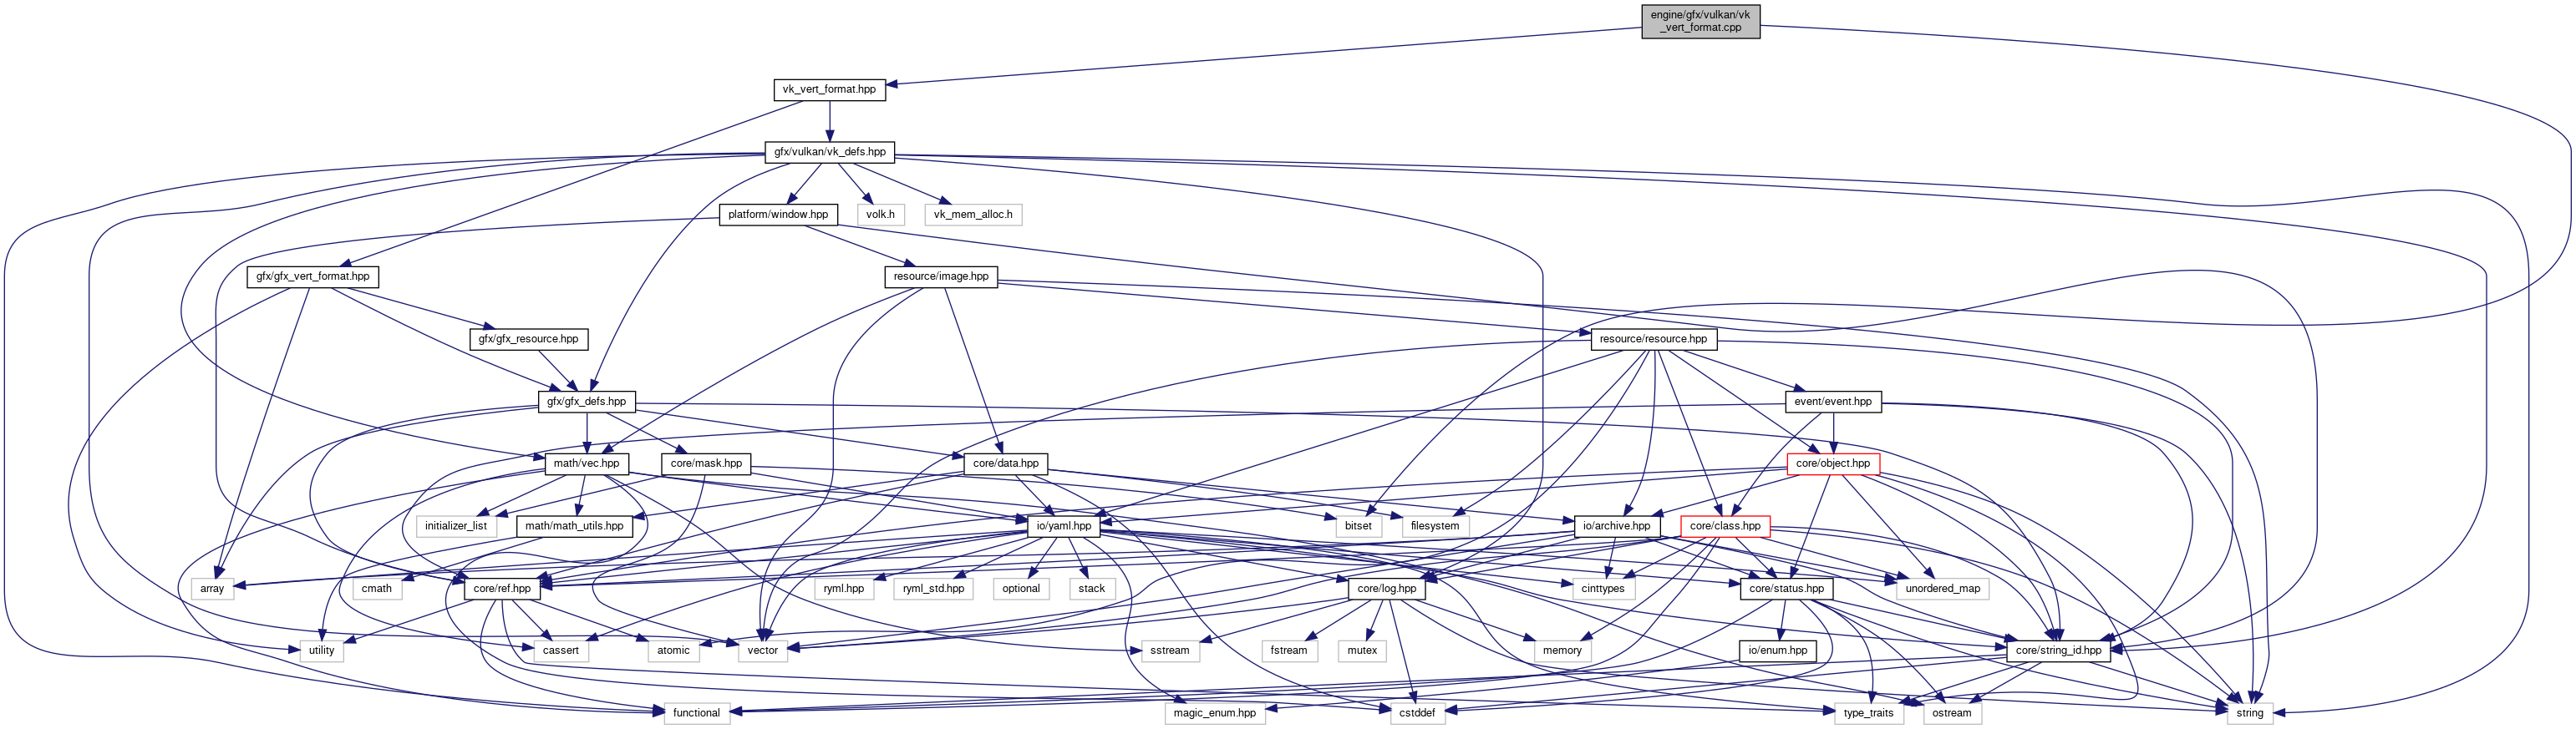 engine/gfx/vulkan/vk
_vert_format.cpp
vk_vert_format.hpp
gfx/vulkan/vk_defs.hpp
platform/window.hpp
volk.h
vk_mem_alloc.h
gfx/gfx_vert_format.hpp
resource/image.hpp
gfx/gfx_resource.hpp
resource/resource.hpp
gfx/gfx_defs.hpp
event/event.hpp
math/vec.hpp
core/mask.hpp
core/data.hpp
core/object.hpp
initializer_list
math/math_utils.hpp
io/yaml.hpp
bitset
filesystem
io/archive.hpp
core/class.hpp
array
cmath
core/ref.hpp
ryml.hpp
ryml_std.hpp
optional
stack
core/log.hpp
cinttypes
core/status.hpp
unordered_map
utility
cassert
atomic
vector
sstream
fstream
mutex
memory
io/enum.hpp
core/string_id.hpp
functional
cstddef
magic_enum.hpp
type_traits
ostream
string